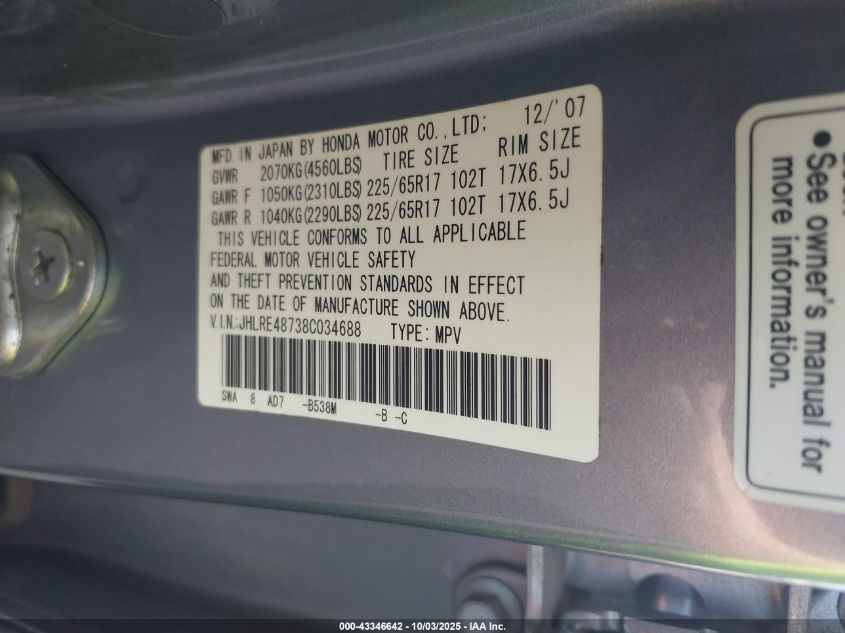 MFD. IN JAPAN BY HONDA MOTOR CO., LTD; 12/'07
GVWR 2070KG(4560LBS) TIRE SIZE RIM SIZE
GAWR F 1050KG(2310LBS) 225/65R17 102T 17X6.5J
GAWR R 1040KG(2290LBS) 225/65R17 102T 17X6.5J
THIS VEHICLE CONFORMS TO ALL APPLICABLE
FEDERAL MOTOR VEHICLE SAFETY
AND THEFT PREVENTION STANDARDS IN EFFECT
ON THE DATE OF MANUFACTURE SHOWN ABOVE.
V.I.N.:JHLRE48738C034688 TYPE: MPV
SWA 8 AD7 -B538M -B -C
●See owner's manual for
more information.
000-43346642 - 10/03/2025 - IAA Inc.